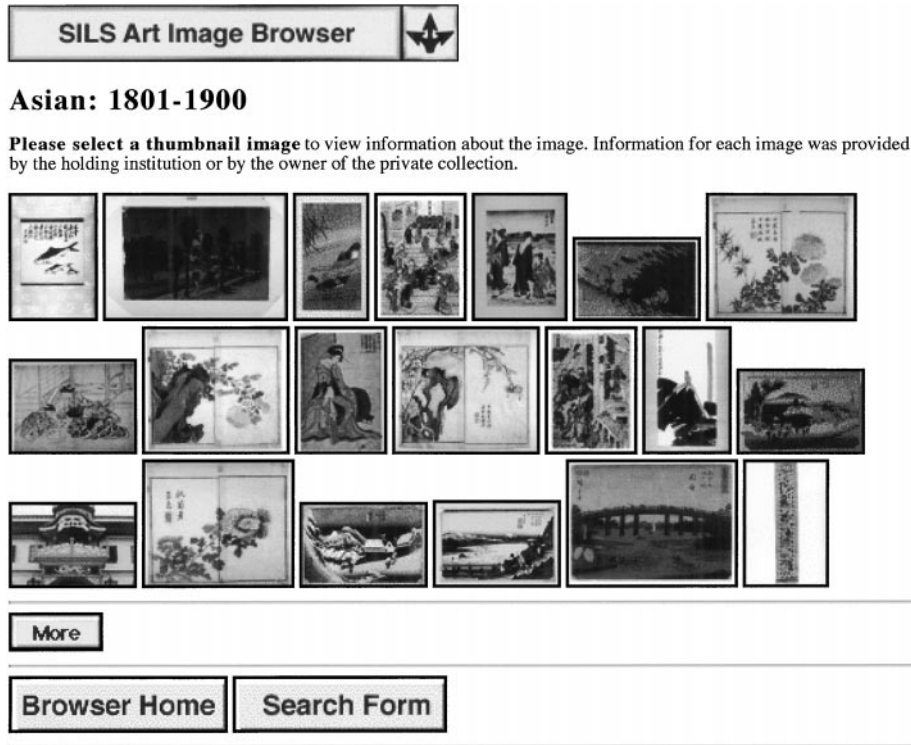 SILS Art Image Browser
Asian: 1801-1900
Please select a thumbnail image to view information about the image. Information for each image was provided
by the holding institution or by the owner of the private collection.
More
Browser Home
Search Form